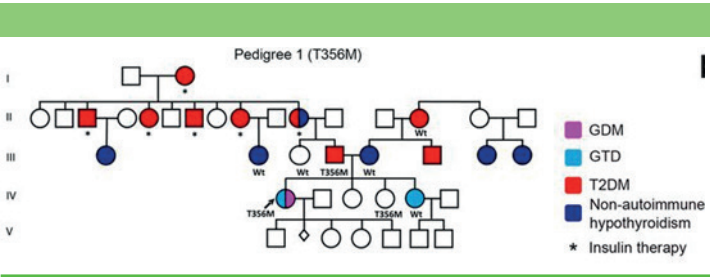 Pedigree 1 (T356M)
I
*
II
* * * * * Wt
III
Wt Wt T356M Wt
IV
T356M T356M Wt
V
GDM
GTD
T2DM
Non-autoimmune
hypothyroidism
* Insulin therapy